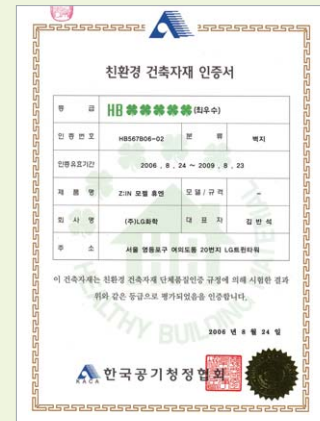 친환경 건축자재 인증서
등 급 HB (최우수)
인 증 번 호 HB567B06-02 분 류 벽지
인증유효기간 2006 . 8 . 24 ~ 2009 . 8 . 23
제 품 명 Z:IN 모젤 휴엔 모 델 / 규 격 -
회 사 명 (주)LG화학 대 표 자 김 반 석
주 소 서울 영등포구 여의도동 20번지 LG트윈타워
이 건축자재는 친환경 건축자재 단체품질인증 규정에 의해 시험한 결과
위와 같은 등급으로 평가되었음을 인증합니다.
HEALTHY BUILDING MATERIAL
2006 년 8 월 24 일
KACA 한국공기청정협회